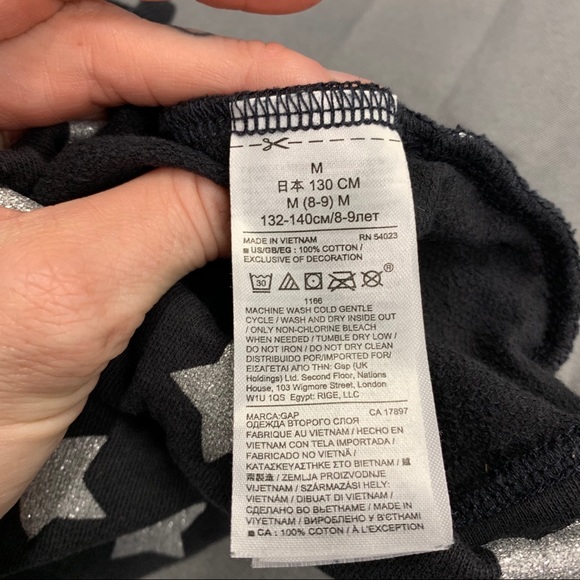 M
日本 130 CM
M (8-9) M
132-140см/8-9лет
MADE IN VIETNAM RN 54023
US/GB/EG : 100% COTTON /
EXCLUSIVE OF DECORATION
30
®
1166
MACHINE WASH COLD GENTLE
CYCLE / WASH AND DRY INSIDE OUT
/ ONLY NON-CHLORINE BLEACH
WHEN NEEDED / TUMBLE DRY LOW /
DO NOT IRON / DO NOT DRY CLEAN
DISTRIBUIDO POR/IMPORTED FOR/
ΕΙΣΑΓΕΤΑΙ ΑΠΟ ΤΗΝ: Gap (UK
Holdings) Ltd. Second Floor, Nations
House, 103 Wigmore Street, London
W1U 1QS Egypt: RIGE, LLC
MARCA:GAP CA 17897
ОДЕЖДА ВТОРОГО СЛОЯ
FABRIQUE AU VIETNAM / HECHO EN
VIETNAM CON TELA IMPORTADA /
FABRICADO NO VIETNÃ /
ΚΑΤΑΣΚΕΥΑΣΤΗΚΕ ΣΤΟ ΒΙΕΤΝΑΜ / 越
南製造 / ZEMLJA PROIZVODNJE
VIJETNAM / SZÁRMAZÁSI HELY:
VIETNÁM / DIBUAT DI VIETNAM /
СДЕЛАНО ВО ВЬЕТНАМЕ / MADE IN
VIYETNAM / ВИРОБЛЕНО У В'ЄТНАМІ
CA : 100% COTTON / À L'EXCEPTION